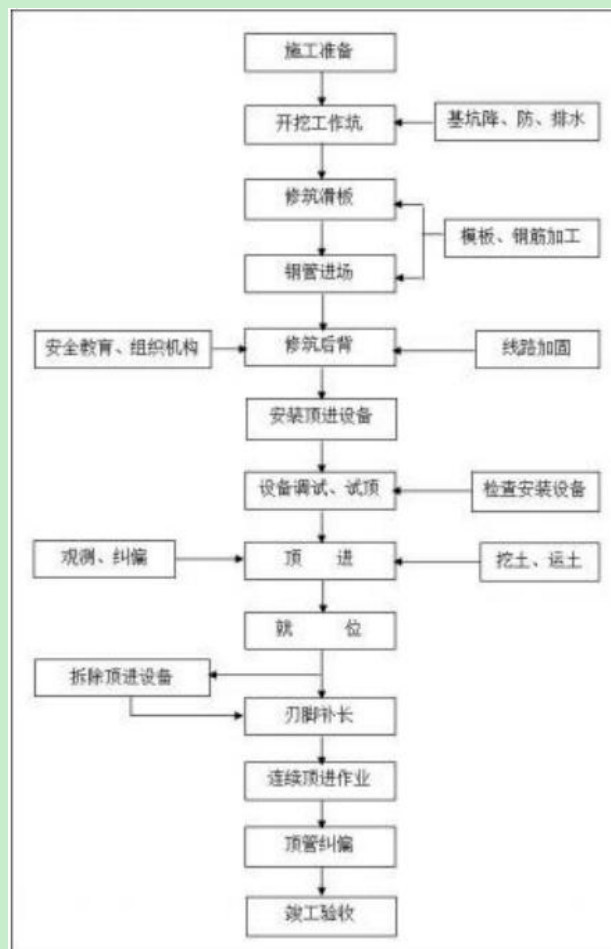 施工准备
开挖工作坑
基坑降、防、排水
修筑滑板
模板、钢筋加工
钢管进场
安全教育、组织机构
修筑后背
线路加固
安装顶进设备
设备调试、试顶
检查安装设备
观测、纠偏
顶 进
挖土、运土
就 位
拆除顶进设备
刃脚补长
连续顶进作业
顶管纠偏
竣工验收